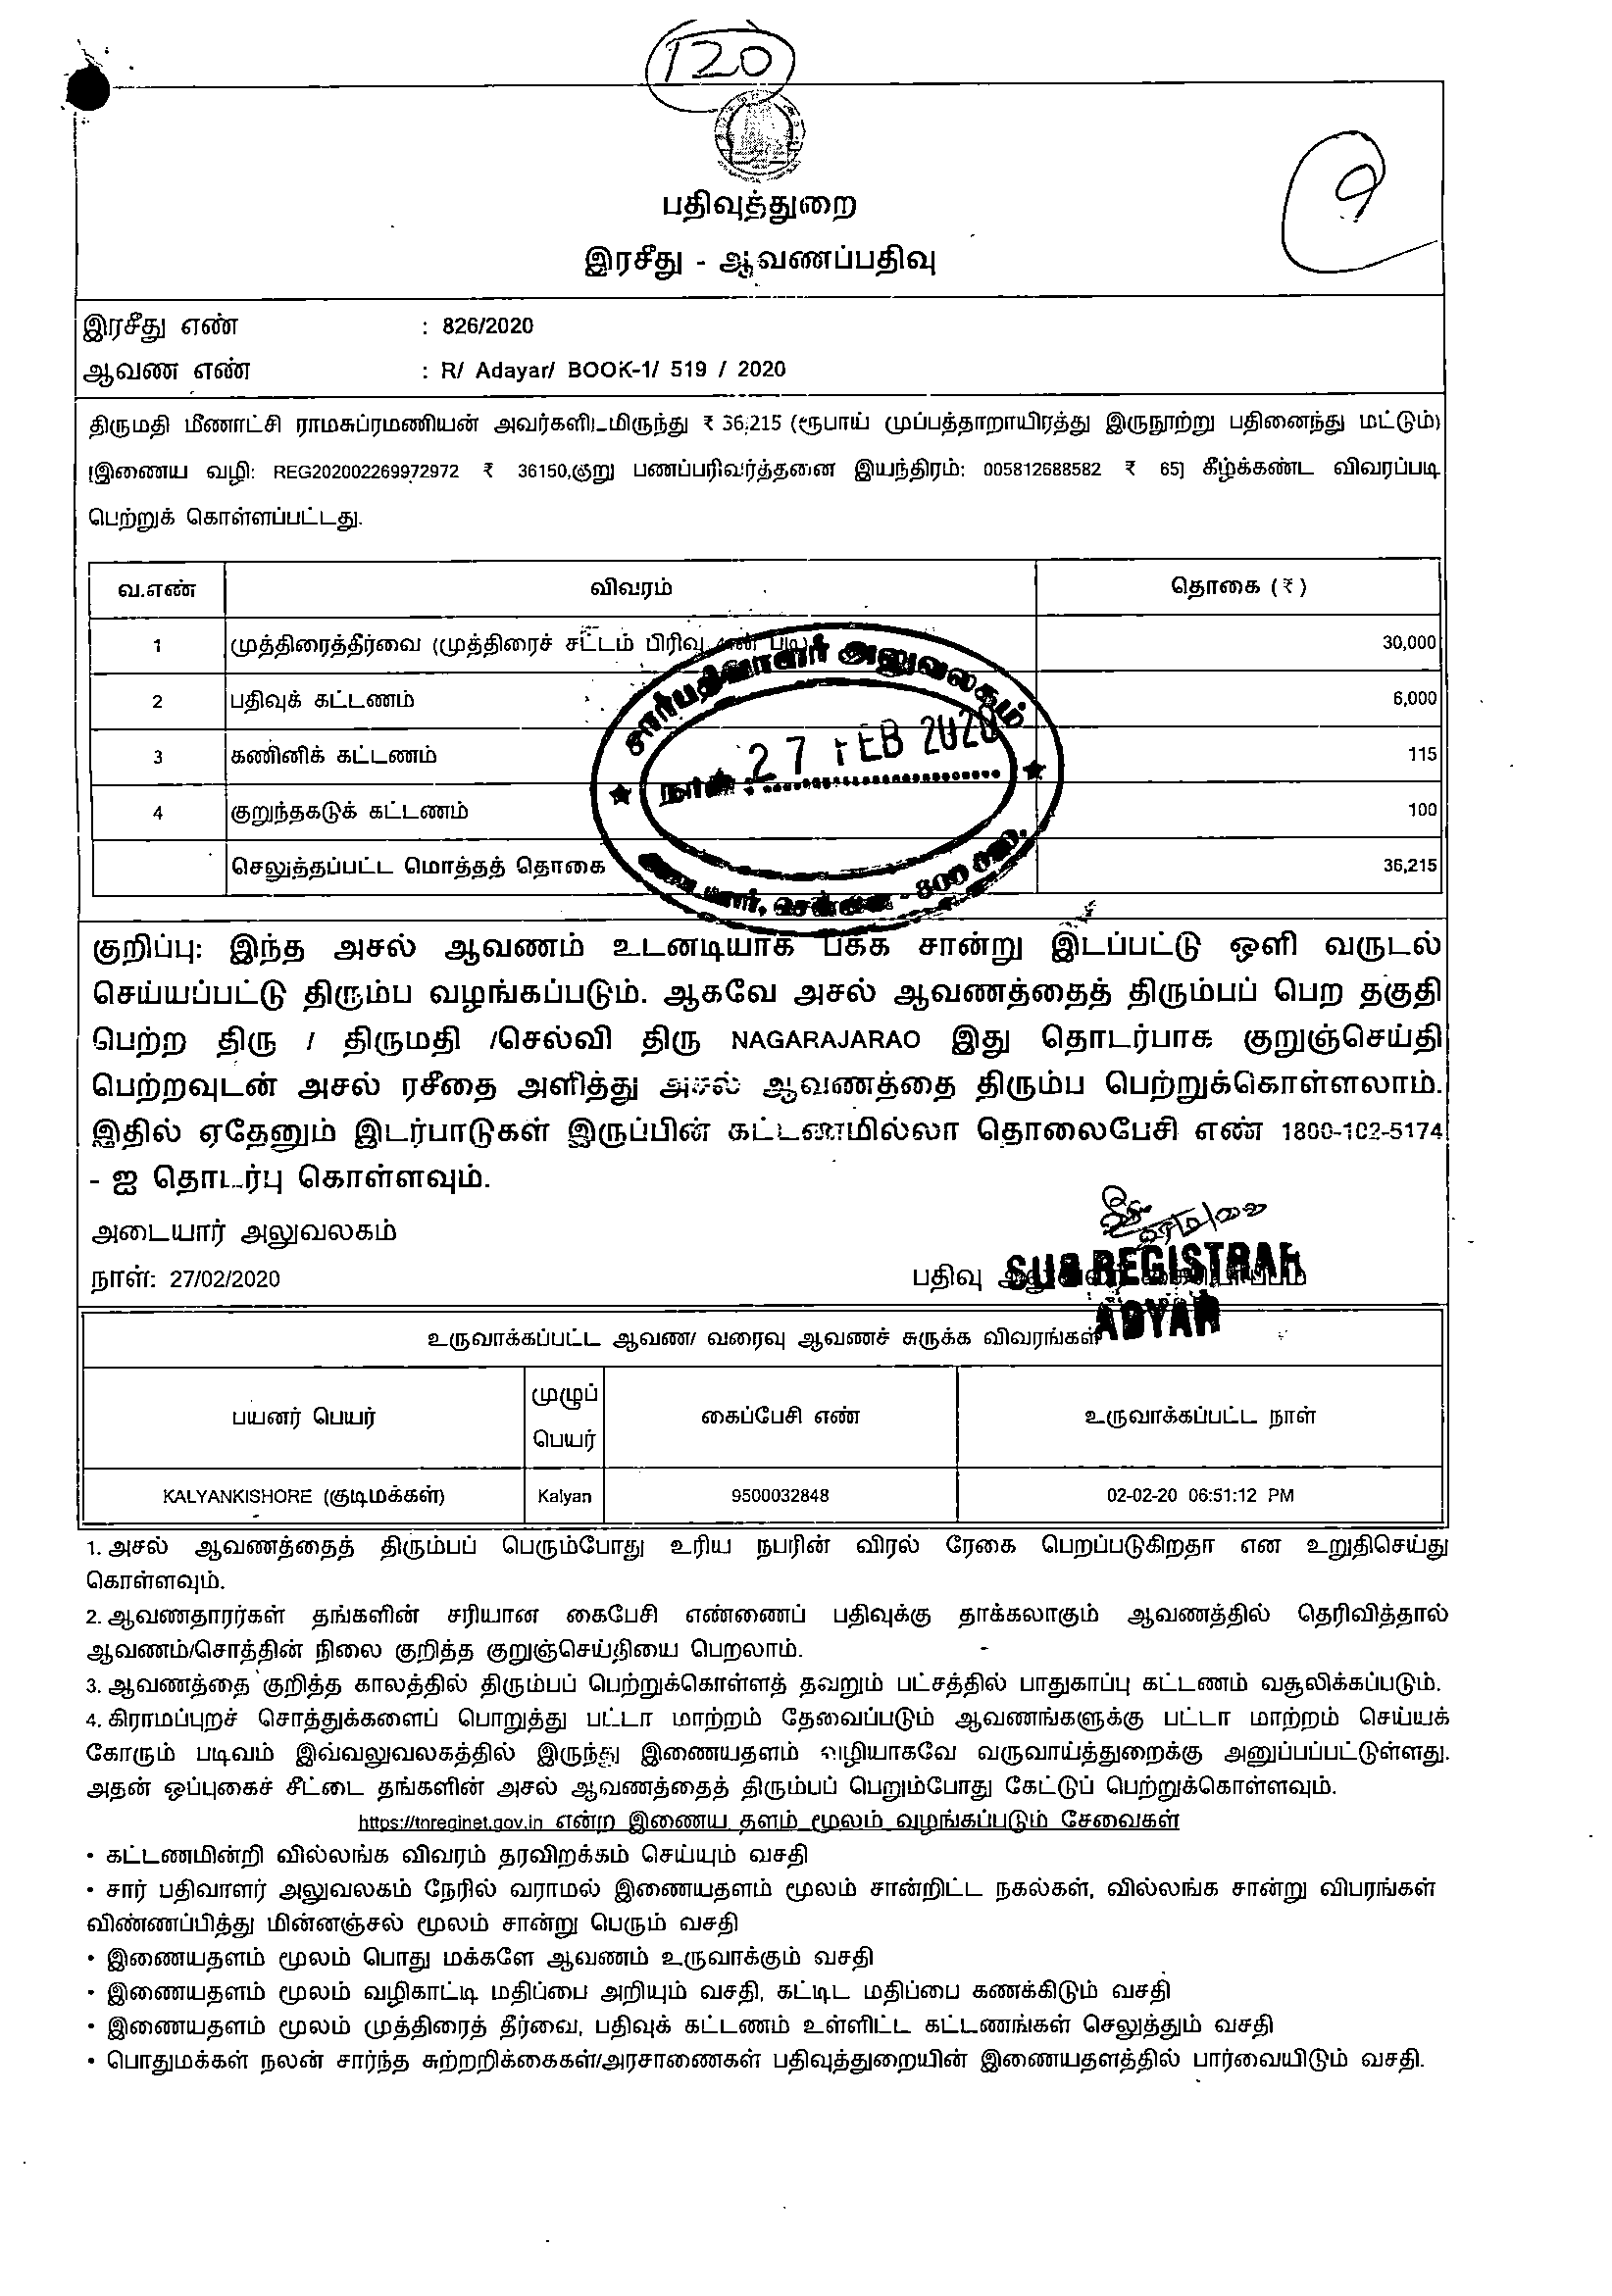 120
9
பதிவுத்துறை
இரசீது - ஆவணப்பதிவு
இரசீது எண் : 826/2020
ஆவண எண் : R/ Adayar/ BOOK-1/ 519 / 2020
திருமதி மீணாட்சி ராமசுப்ரமணியன் அவர்களிடமிருந்து ₹ 36,215 (ரூபாய் முப்பத்தாறாயிரத்து இருநூற்று பதினைந்து மட்டும்)
[இணைய வழி: REG202002269972972 ₹ 36150,குறு பணப்பரிவர்த்தனை இயந்திரம்: 005812688582 ₹ 65] கீழ்க்கண்ட விவரப்படி
பெற்றுக் கொள்ளப்பட்டது.
வ.எண் விவரம் தொகை (₹)
1 முத்திரைத்தீர்வை (முத்திரைச் சட்டம் பிரிவு 30,000
2 பதிவுக் கட்டணம் 6,000
3 கணினிக் கட்டணம் 115
4 குறுந்தகடுக் கட்டணம் 100
செலுத்தப்பட்ட மொத்தத் தொகை 36,215
சார்பதிவாளர் அலுவலகம்
நாள் : 27 FEB 2020
சென்னை - 600
குறிப்பு: இந்த அசல் ஆவணம் உடனடியாக பக்க சான்று இடப்பட்டு ஒளி வருடல்
செய்யப்பட்டு திரும்ப வழங்கப்படும். ஆகவே அசல் ஆவணத்தைத் திரும்பப் பெற தகுதி
பெற்ற திரு / திருமதி /செல்வி திரு NAGARAJARAO இது தொடர்பாக குறுஞ்செய்தி
பெற்றவுடன் அசல் ரசீதை அளித்து அசல் ஆவணத்தை திரும்ப பெற்றுக்கொள்ளலாம்.
இதில் ஏதேனும் இடர்பாடுகள் இருப்பின் கட்டணமில்லா தொலைபேசி எண் 1800-102-5174
- ஐ தொடர்பு கொள்ளவும்.
அடையார் அலுவலகம்
நாள்: 27/02/2020 பதிவு
SUB REGISTRAR
ADYAR
உருவாக்கப்பட்ட ஆவண/ வரைவு ஆவணச் சுருக்க விவரங்கள்
பயனர் பெயர் முழுப் பெயர் கைப்பேசி எண் உருவாக்கப்பட்ட நாள்
KALYANKISHORE (குடிமக்கள்) Kalyan 9500032848 02-02-20 06:51:12 PM
1. அசல் ஆவணத்தைத் திரும்பப் பெரும்போது உரிய நபரின் விரல் ரேகை பெறப்படுகிறதா என உறுதிசெய்து
கொள்ளவும்.
2. ஆவணதாரர்கள் தங்களின் சரியான கைபேசி எண்ணைப் பதிவுக்கு தாக்கலாகும் ஆவணத்தில் தெரிவித்தால்
ஆவணம்/சொத்தின் நிலை குறித்த குறுஞ்செய்தியை பெறலாம்.
3. ஆவணத்தை குறித்த காலத்தில் திரும்பப் பெற்றுக்கொள்ளத் தவறும் பட்சத்தில் பாதுகாப்பு கட்டணம் வசூலிக்கப்படும்.
4. கிராமப்புறச் சொத்துக்களைப் பொறுத்து பட்டா மாற்றம் தேவைப்படும் ஆவணங்களுக்கு பட்டா மாற்றம் செய்யக்
கோரும் படிவம் இவ்வலுவலகத்தில் இருந்து இணையதளம் வழியாகவே வருவாய்த்துறைக்கு அனுப்பப்பட்டுள்ளது.
அதன் ஒப்புகைச் சீட்டை தங்களின் அசல் ஆவணத்தைத் திரும்பப் பெறும்போது கேட்டுப் பெற்றுக்கொள்ளவும்.
https://tnreginet.gov.in என்ற இணைய தளம் மூலம் வழங்கப்படும் சேவைகள்
• கட்டணமின்றி வில்லங்க விவரம் தரவிறக்கம் செய்யும் வசதி
• சார் பதிவாளர் அலுவலகம் நேரில் வராமல் இணையதளம் மூலம் சான்றிட்ட நகல்கள், வில்லங்க சான்று விபரங்கள்
விண்ணப்பித்து மின்னஞ்சல் மூலம் சான்று பெரும் வசதி
• இணையதளம் மூலம் பொது மக்களே ஆவணம் உருவாக்கும் வசதி
• இணையதளம் மூலம் வழிகாட்டி மதிப்பை அறியும் வசதி, கட்டிட மதிப்பை கணக்கிடும் வசதி
• இணையதளம் மூலம் முத்திரைத் தீர்வை, பதிவுக் கட்டணம் உள்ளிட்ட கட்டணங்கள் செலுத்தும் வசதி
• பொதுமக்கள் நலன் சார்ந்த சுற்றறிக்கைகள்/அரசாணைகள் பதிவுத்துறையின் இணையதளத்தில் பார்வையிடும் வசதி.